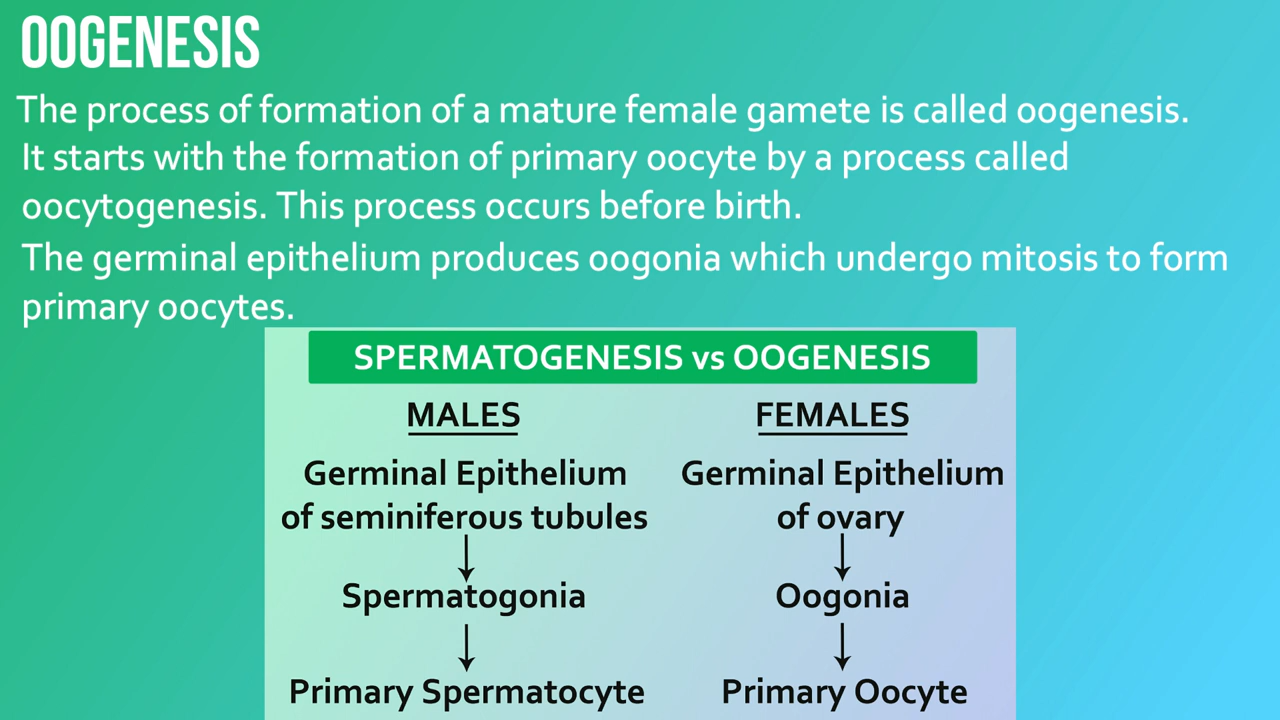 OOGENESIS
The process of formation of a mature female gamete is called oogenesis.
It starts with the formation of primary oocyte by a process called
oocytogenesis. This process occurs before birth.
The germinal epithelium produces oogonia which undergo mitosis to form
primary oocytes.
SPERMATOGENESIS vs OOGENESIS
MALES
Germinal Epithelium
of seminiferous tubules
Spermatogonia
Primary Spermatocyte
FEMALES
Germinal Epithelium
of ovary
Oogonia
Primary Oocyte